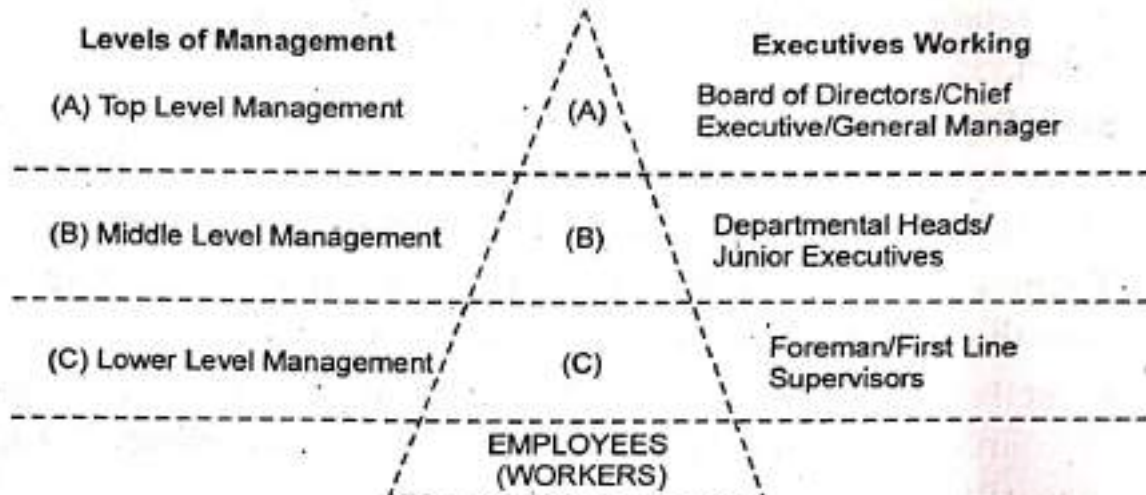 Levels of Management
Executives Working
(A) Top Level Management
(A)
Board of Directors/Chief
Executive/General Manager
(B) Middle Level Management
(B)
Departmental Heads/
Junior Executives
(C) Lower Level Management
(C)
Foreman/First Line
Supervisors
EMPLOYEES
(WORKERS)